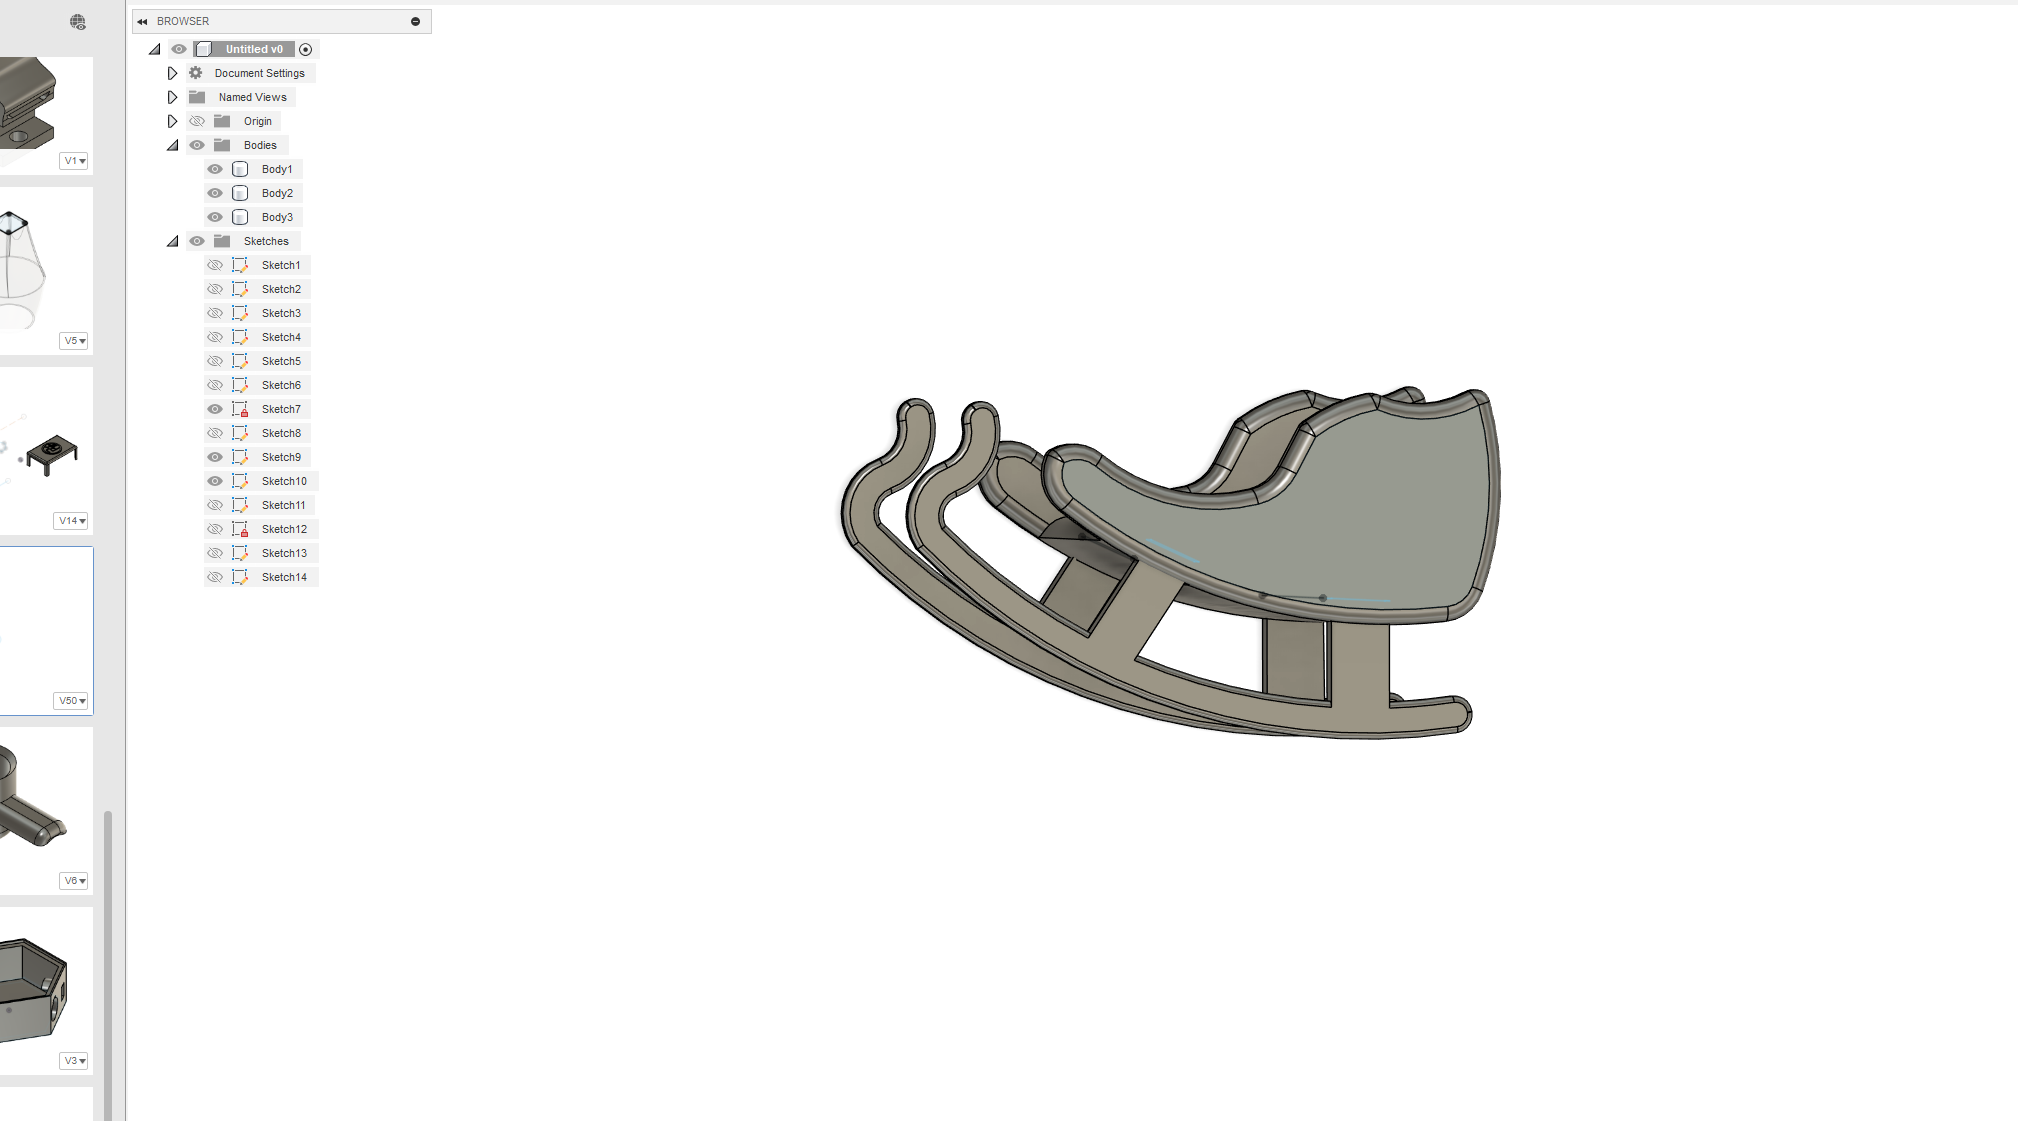 BROWSER
Untitled v0
Document Settings
Named Views
Origin
Bodies
Body1
Body2
Body3
Sketches
Sketch1
Sketch2
Sketch3
Sketch4
Sketch5
Sketch6
Sketch7
Sketch8
Sketch9
Sketch10
Sketch11
Sketch12
Sketch13
Sketch14
V1
V5
V14
V50
V6
V3